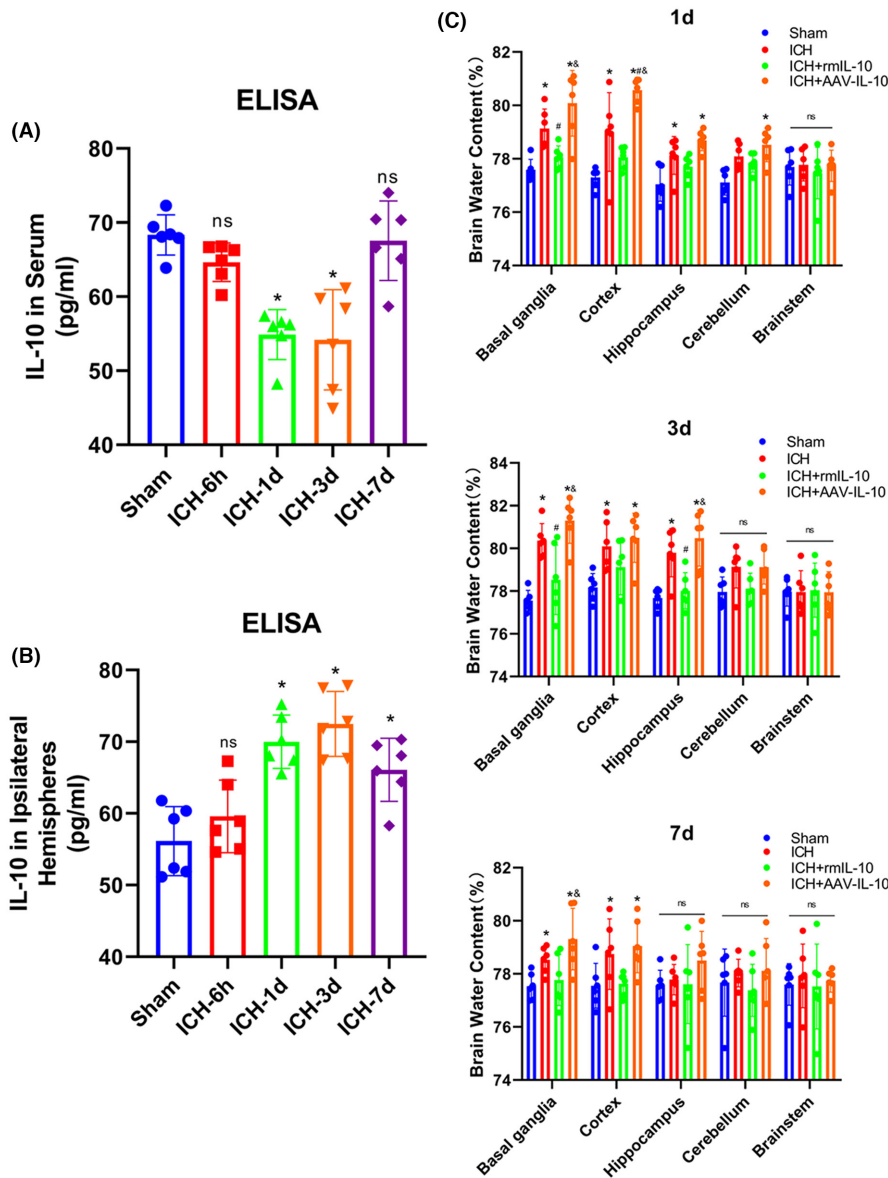 (A)
ELISA
IL-10 in Serum
(pg/ml)
80
70
60
50
40
ns
*
*
ns
Sham
ICH-6h
ICH-1d
ICH-3d
ICH-7d
(B)
ELISA
IL-10 in Ipsilateral
Hemispheres
(pg/ml)
80
70
60
50
40
ns
*
*
*
Sham
ICH-6h
ICH-1d
ICH-3d
ICH-7d
(C)
1d
Sham
ICH
ICH+rmIL-10
ICH+AAV-IL-10
Brain Water Content(%)
82
80
78
76
74
* # *& * *#& * * * ns
Basal ganglia
Cortex
Hippocampus
Cerebellum
Brainstem
3d
Sham
ICH
ICH+rmIL-10
ICH+AAV-IL-10
Brain Water Content(%)
84
82
80
78
76
74
* # *& * * * # *& ns ns
Basal ganglia
Cortex
Hippocampus
Cerebellum
Brainstem
7d
Sham
ICH
ICH+rmIL-10
ICH+AAV-IL-10
Brain Water Content(%)
82
80
78
76
74
* *& * * ns ns ns
Basal ganglia
Cortex
Hippocampus
Cerebellum
Brainstem